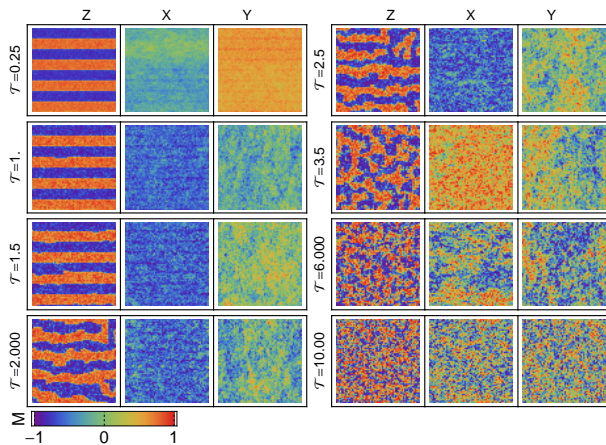 Z X Y Z X Y
𝒯=0.25
𝒯=2.5
𝒯=1.
𝒯=3.5
𝒯=1.5
𝒯=6.000
𝒯=2.000
𝒯=10.00
M
−1 0 1